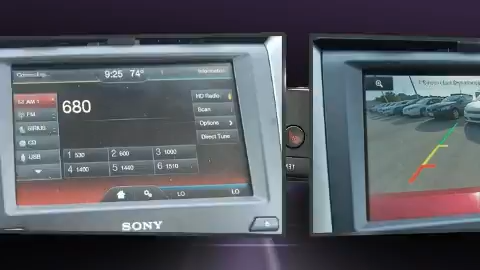 9:25 74°
AM 1
680
HD Radio
FM
Scan
SIRIUS
Options >
CD
Direct Tune
USB
1 530 2 600 3 1000
4 1400 5 1440 6 1510
LO LO
SONY